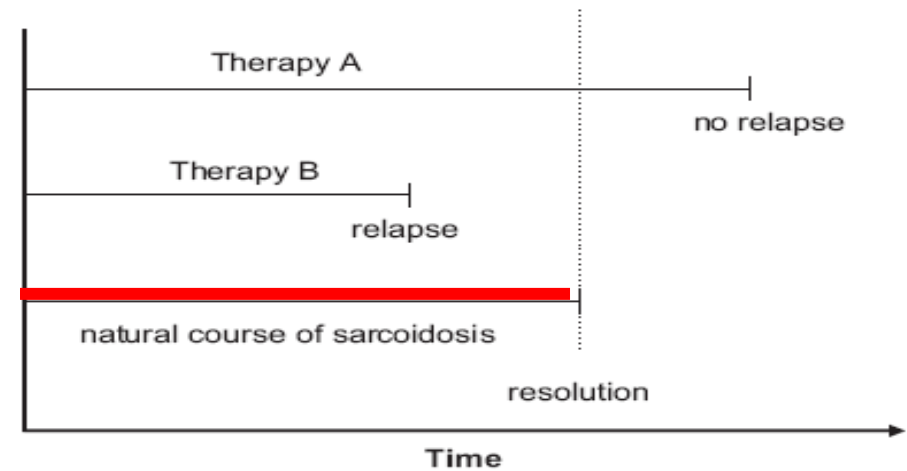 Therapy A
no relapse
Therapy B
relapse
natural course of sarcoidosis
resolution
Time